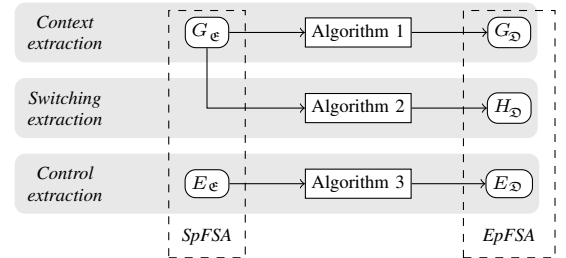 Context
extraction
G𝔈 Algorithm 1 G𝔇
Switching
extraction
Algorithm 2 H𝔇
Control
extraction
E𝔈 Algorithm 3 E𝔇
SpFSA EpFSA